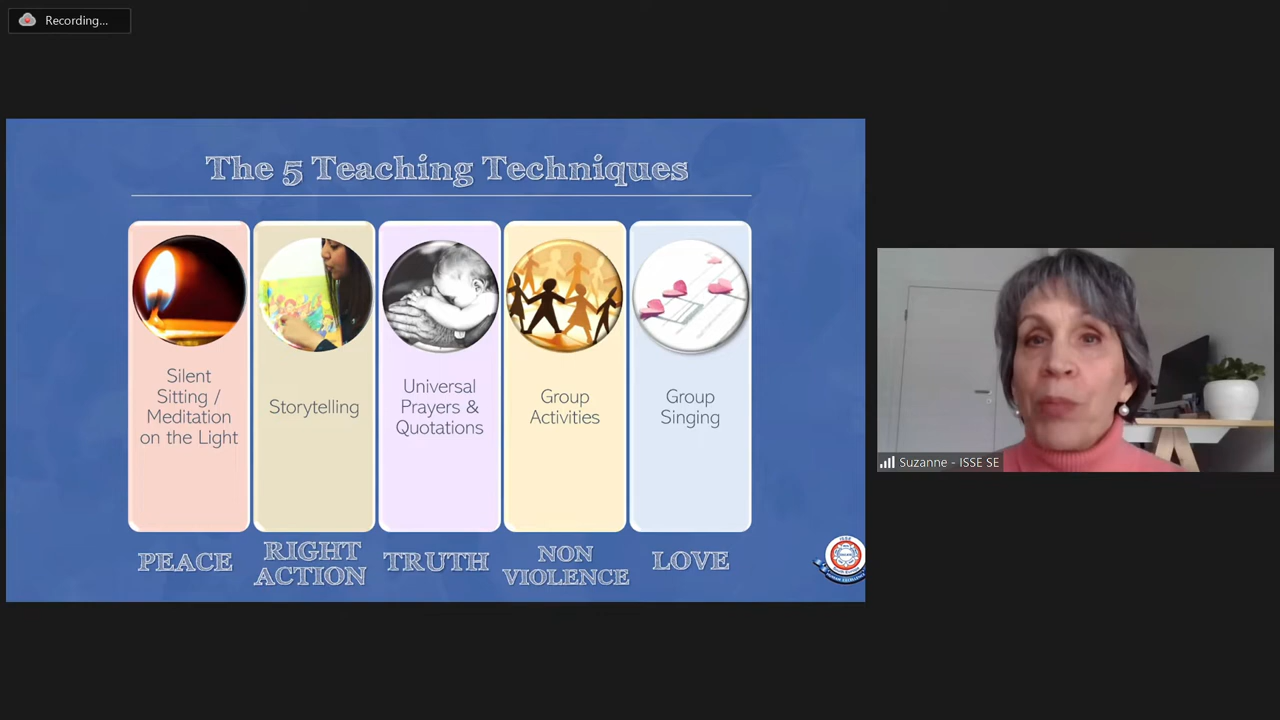 Recording...
The 5 Teaching Techniques
Silent
Sitting /
Meditation
on the Light
Storytelling
Universal
Prayers &
Quotations
Group
Activities
Group
Singing
PEACE
RIGHT
ACTION
TRUTH
NON
VIOLENCE
LOVE
Suzanne - ISSE SE